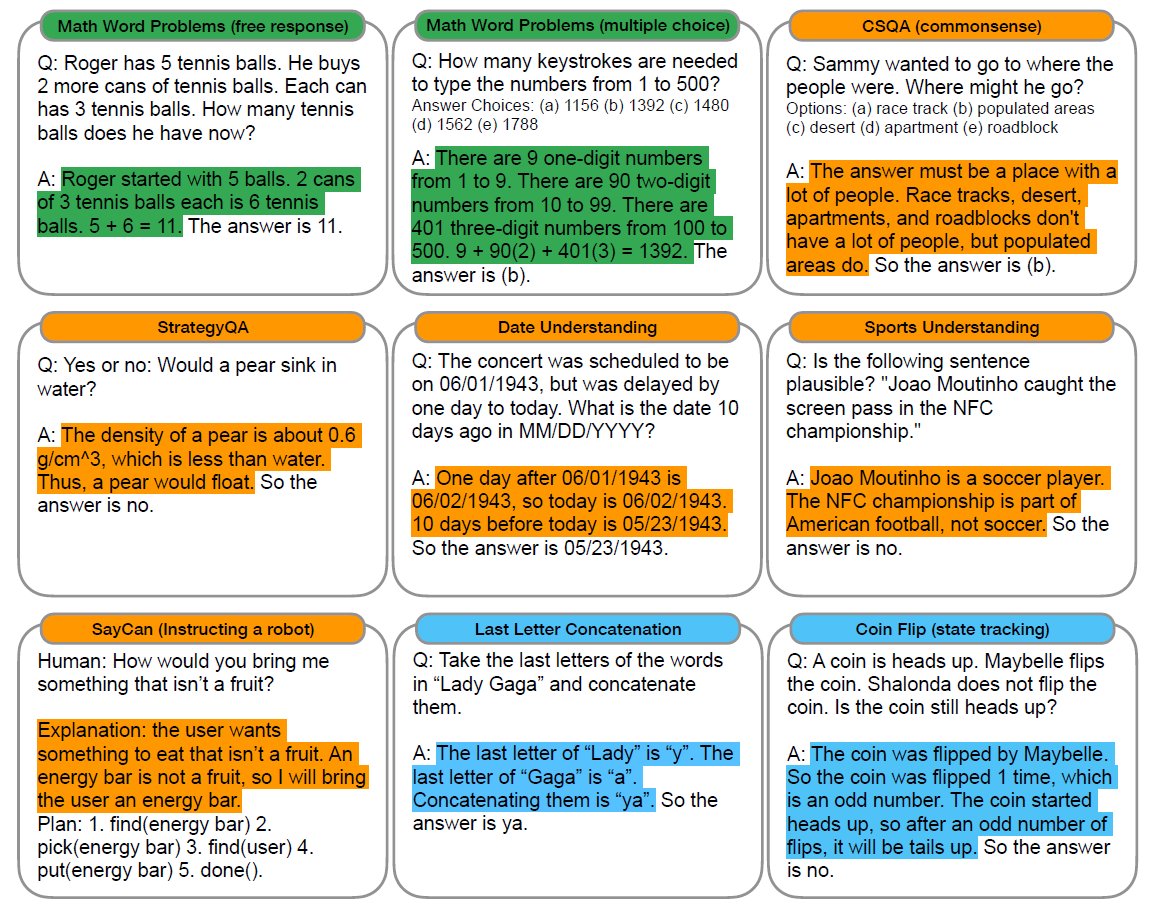 Math Word Problems (free response)
Q: Roger has 5 tennis balls. He buys
2 more cans of tennis balls. Each can
has 3 tennis balls. How many tennis
balls does he have now?
A: Roger started with 5 balls. 2 cans
of 3 tennis balls each is 6 tennis
balls. 5 + 6 = 11. The answer is 11.
Math Word Problems (multiple choice)
Q: How many keystrokes are needed
to type the numbers from 1 to 500?
Answer Choices: (a) 1156 (b) 1392 (c) 1480
(d) 1562 (e) 1788
A: There are 9 one-digit numbers
from 1 to 9. There are 90 two-digit
numbers from 10 to 99. There are
401 three-digit numbers from 100 to
500. 9 + 90(2) + 401(3) = 1392. The
answer is (b).
CSQA (commonsense)
Q: Sammy wanted to go to where the
people were. Where might he go?
Options: (a) race track (b) populated areas
(c) desert (d) apartment (e) roadblock
A: The answer must be a place with a
lot of people. Race tracks, desert,
apartments, and roadblocks don't
have a lot of people, but populated
areas do. So the answer is (b).
StrategyQA
Q: Yes or no: Would a pear sink in
water?
A: The density of a pear is about 0.6
g/cm^3, which is less than water.
Thus, a pear would float. So the
answer is no.
Date Understanding
Q: The concert was scheduled to be
on 06/01/1943, but was delayed by
one day to today. What is the date 10
days ago in MM/DD/YYYY?
A: One day after 06/01/1943 is
06/02/1943, so today is 06/02/1943.
10 days before today is 05/23/1943.
So the answer is 05/23/1943.
Sports Understanding
Q: Is the following sentence
plausible? "Joao Moutinho caught the
screen pass in the NFC
championship."
A: Joao Moutinho is a soccer player.
The NFC championship is part of
American football, not soccer. So the
answer is no.
SayCan (Instructing a robot)
Human: How would you bring me
something that isn’t a fruit?
Explanation: the user wants
something to eat that isn’t a fruit. An
energy bar is not a fruit, so I will bring
the user an energy bar.
Plan: 1. find(energy bar) 2.
pick(energy bar) 3. find(user) 4.
put(energy bar) 5. done().
Last Letter Concatenation
Q: Take the last letters of the words
in “Lady Gaga” and concatenate
them.
A: The last letter of “Lady” is “y”. The
last letter of “Gaga” is “a”.
Concatenating them is “ya”. So the
answer is ya.
Coin Flip (state tracking)
Q: A coin is heads up. Maybelle flips
the coin. Shalonda does not flip the
coin. Is the coin still heads up?
A: The coin was flipped by Maybelle.
So the coin was flipped 1 time, which
is an odd number. The coin started
heads up, so after an odd number of
flips, it will be tails up. So the answer
is no.